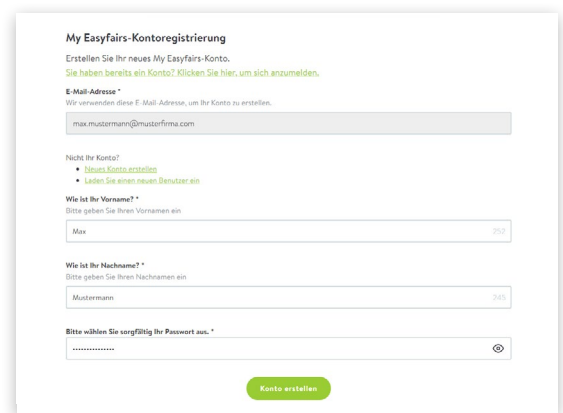 My Easyfairs-Kontoregistrierung
Erstellen Sie Ihr neues My Easyfairs-Konto.
Sie haben bereits ein Konto? Klicken Sie hier, um sich anzumelden.
E-Mail-Adresse *
Wir verwenden diese E-Mail-Adresse, um Ihr Konto zu erstellen.
max.mustermann@musterfirma.com
Nicht Ihr Konto?
Neues Konto erstellen
Laden Sie einen neuen Benutzer ein
Wie ist Ihr Vorname? *
Bitte geben Sie Ihren Vornamen ein
Max 252
Wie ist Ihr Nachname? *
Bitte geben Sie Ihren Nachnamen ein
Mustermann 245
Bitte wählen Sie sorgfältig Ihr Passwort aus. *
Konto erstellen